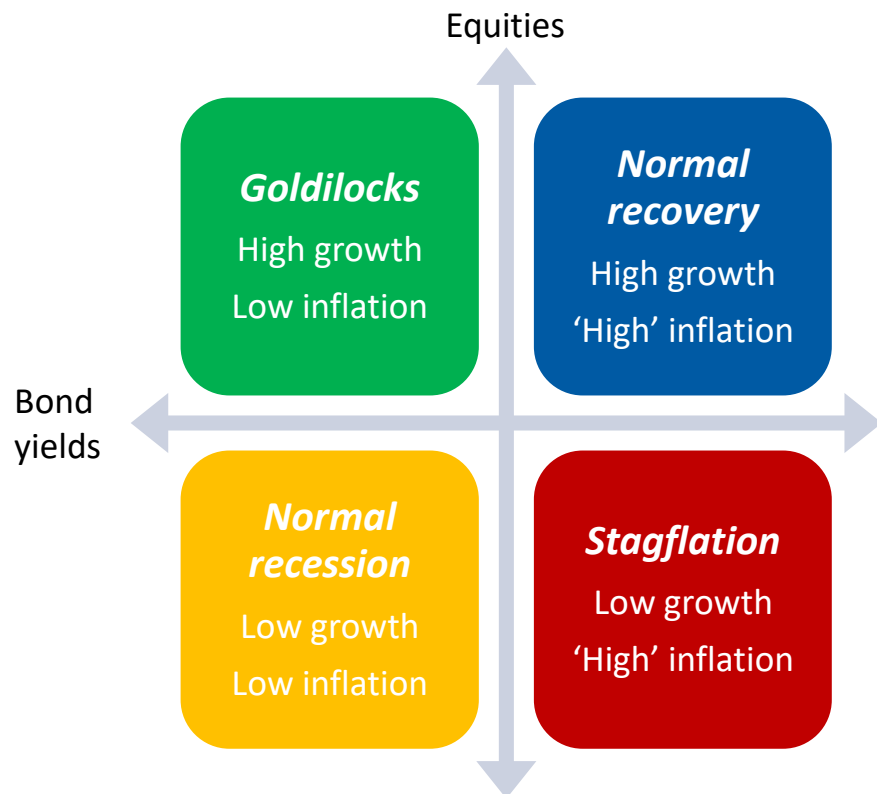 Equities
Goldilocks
High growth
Low inflation
Normal
recovery
High growth
‘High’ inflation
Bond
yields
Normal
recession
Low growth
Low inflation
Stagflation
Low growth
‘High’ inflation